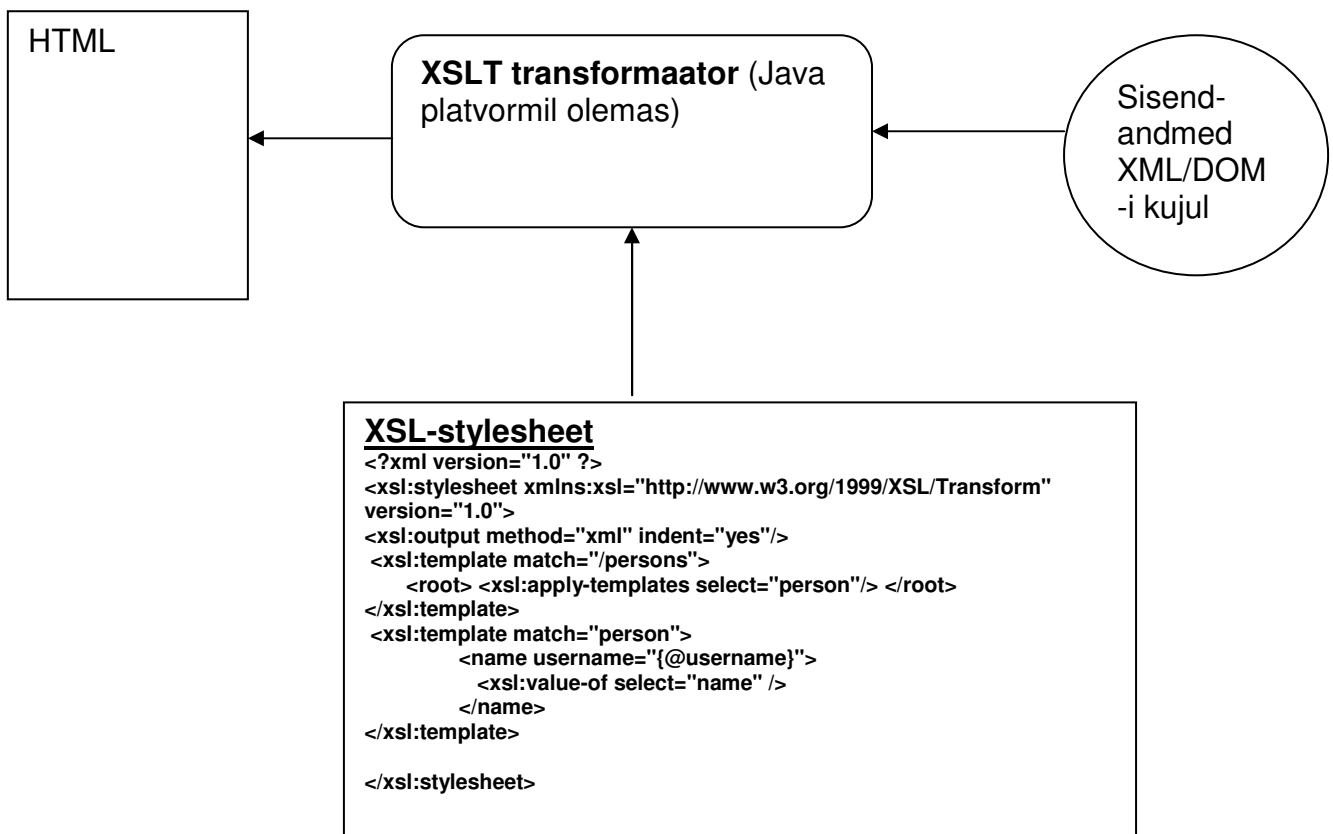 HTML
XSLT transformaator (Java
platvormil olemas)
Sisend-
andmed
XML/DOM
-i kujul
XSL-stylesheet
<?xml version="1.0" ?>
<xsl:stylesheet xmlns:xsl="http://www.w3.org/1999/XSL/Transform"
version="1.0">
<xsl:output method="xml" indent="yes"/>
<xsl:template match="/persons">
<root> <xsl:apply-templates select="person"/> </root>
</xsl:template>
<xsl:template match="person">
<name username="{@username}">
<xsl:value-of select="name" />
</name>
</xsl:template>
</xsl:stylesheet>